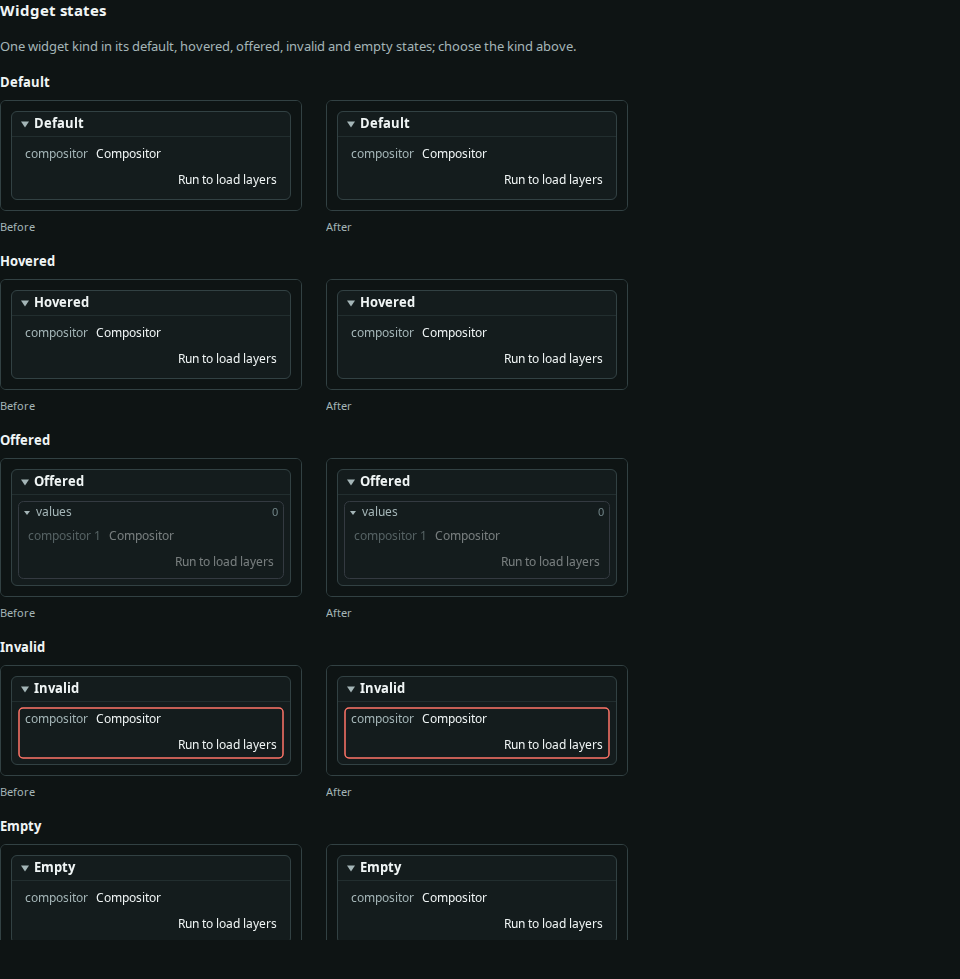 Widget states
One widget kind in its default, hovered, offered, invalid and empty states; choose the kind above.
Default
Default Default
compositor Compositor compositor Compositor
Run to load layers Run to load layers
Before After
Hovered
Hovered Hovered
compositor Compositor compositor Compositor
Run to load layers Run to load layers
Before After
Offered
Offered Offered
values 0 values 0
compositor 1 Compositor compositor 1 Compositor
Run to load layers Run to load layers
Before After
Invalid
Invalid Invalid
compositor Compositor compositor Compositor
Run to load layers Run to load layers
Before After
Empty
Empty Empty
compositor Compositor compositor Compositor
Run to load layers Run to load layers